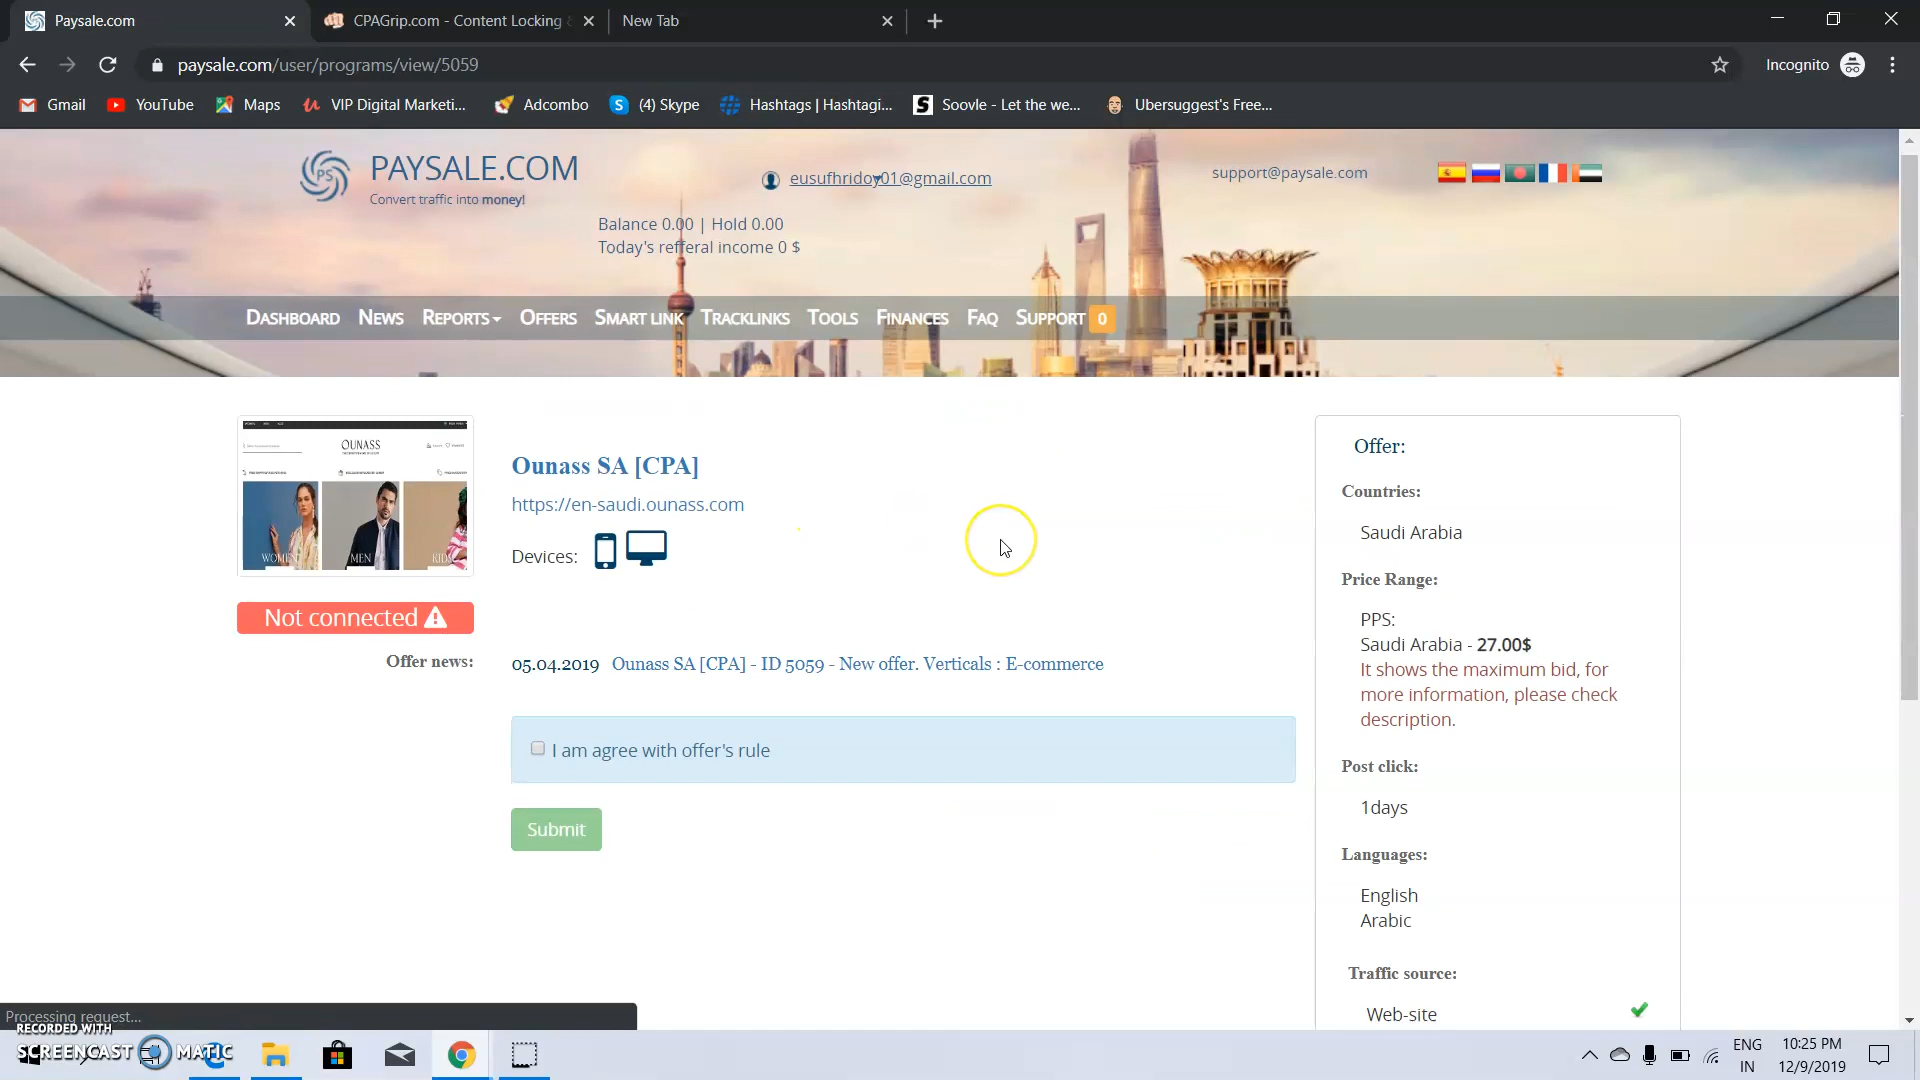 Paysale.com
CPAGrip.com - Content Locking
New Tab
paysale.com/user/programs/view/5059
Incognito
Gmail
YouTube
Maps
VIP Digital Marketi...
Adcombo
(4) Skype
Hashtags | Hashtagi...
Soovle - Let the we...
Ubersuggest's Free...
PAYSALE.COM
Convert traffic into money!
eusufhridoy01@gmail.com
support@paysale.com
Balance 0.00 | Hold 0.00
Today's refferal income 0 $
DASHBOARD NEWS REPORTS OFFERS SMART LINK TRACKLINKS TOOLS FINANCES FAQ SUPPORT 0
OUNASS
WOMEN MEN KIDS
Not connected
Ounass SA [CPA]
https://en-saudi.ounass.com
Devices:
Offer news:
05.04.2019 Ounass SA [CPA] - ID 5059 - New offer. Verticals : E-commerce
I am agree with offer's rule
Submit
Offer:
Countries:
Saudi Arabia
Price Range:
PPS:
Saudi Arabia - 27.00$
It shows the maximum bid, for
more information, please check
description.
Post click:
1days
Languages:
English
Arabic
Traffic source:
Web-site
Processing request...
RECORDED WITH
SCREENCAST MATIC
ENG
IN
10:25 PM
12/9/2019